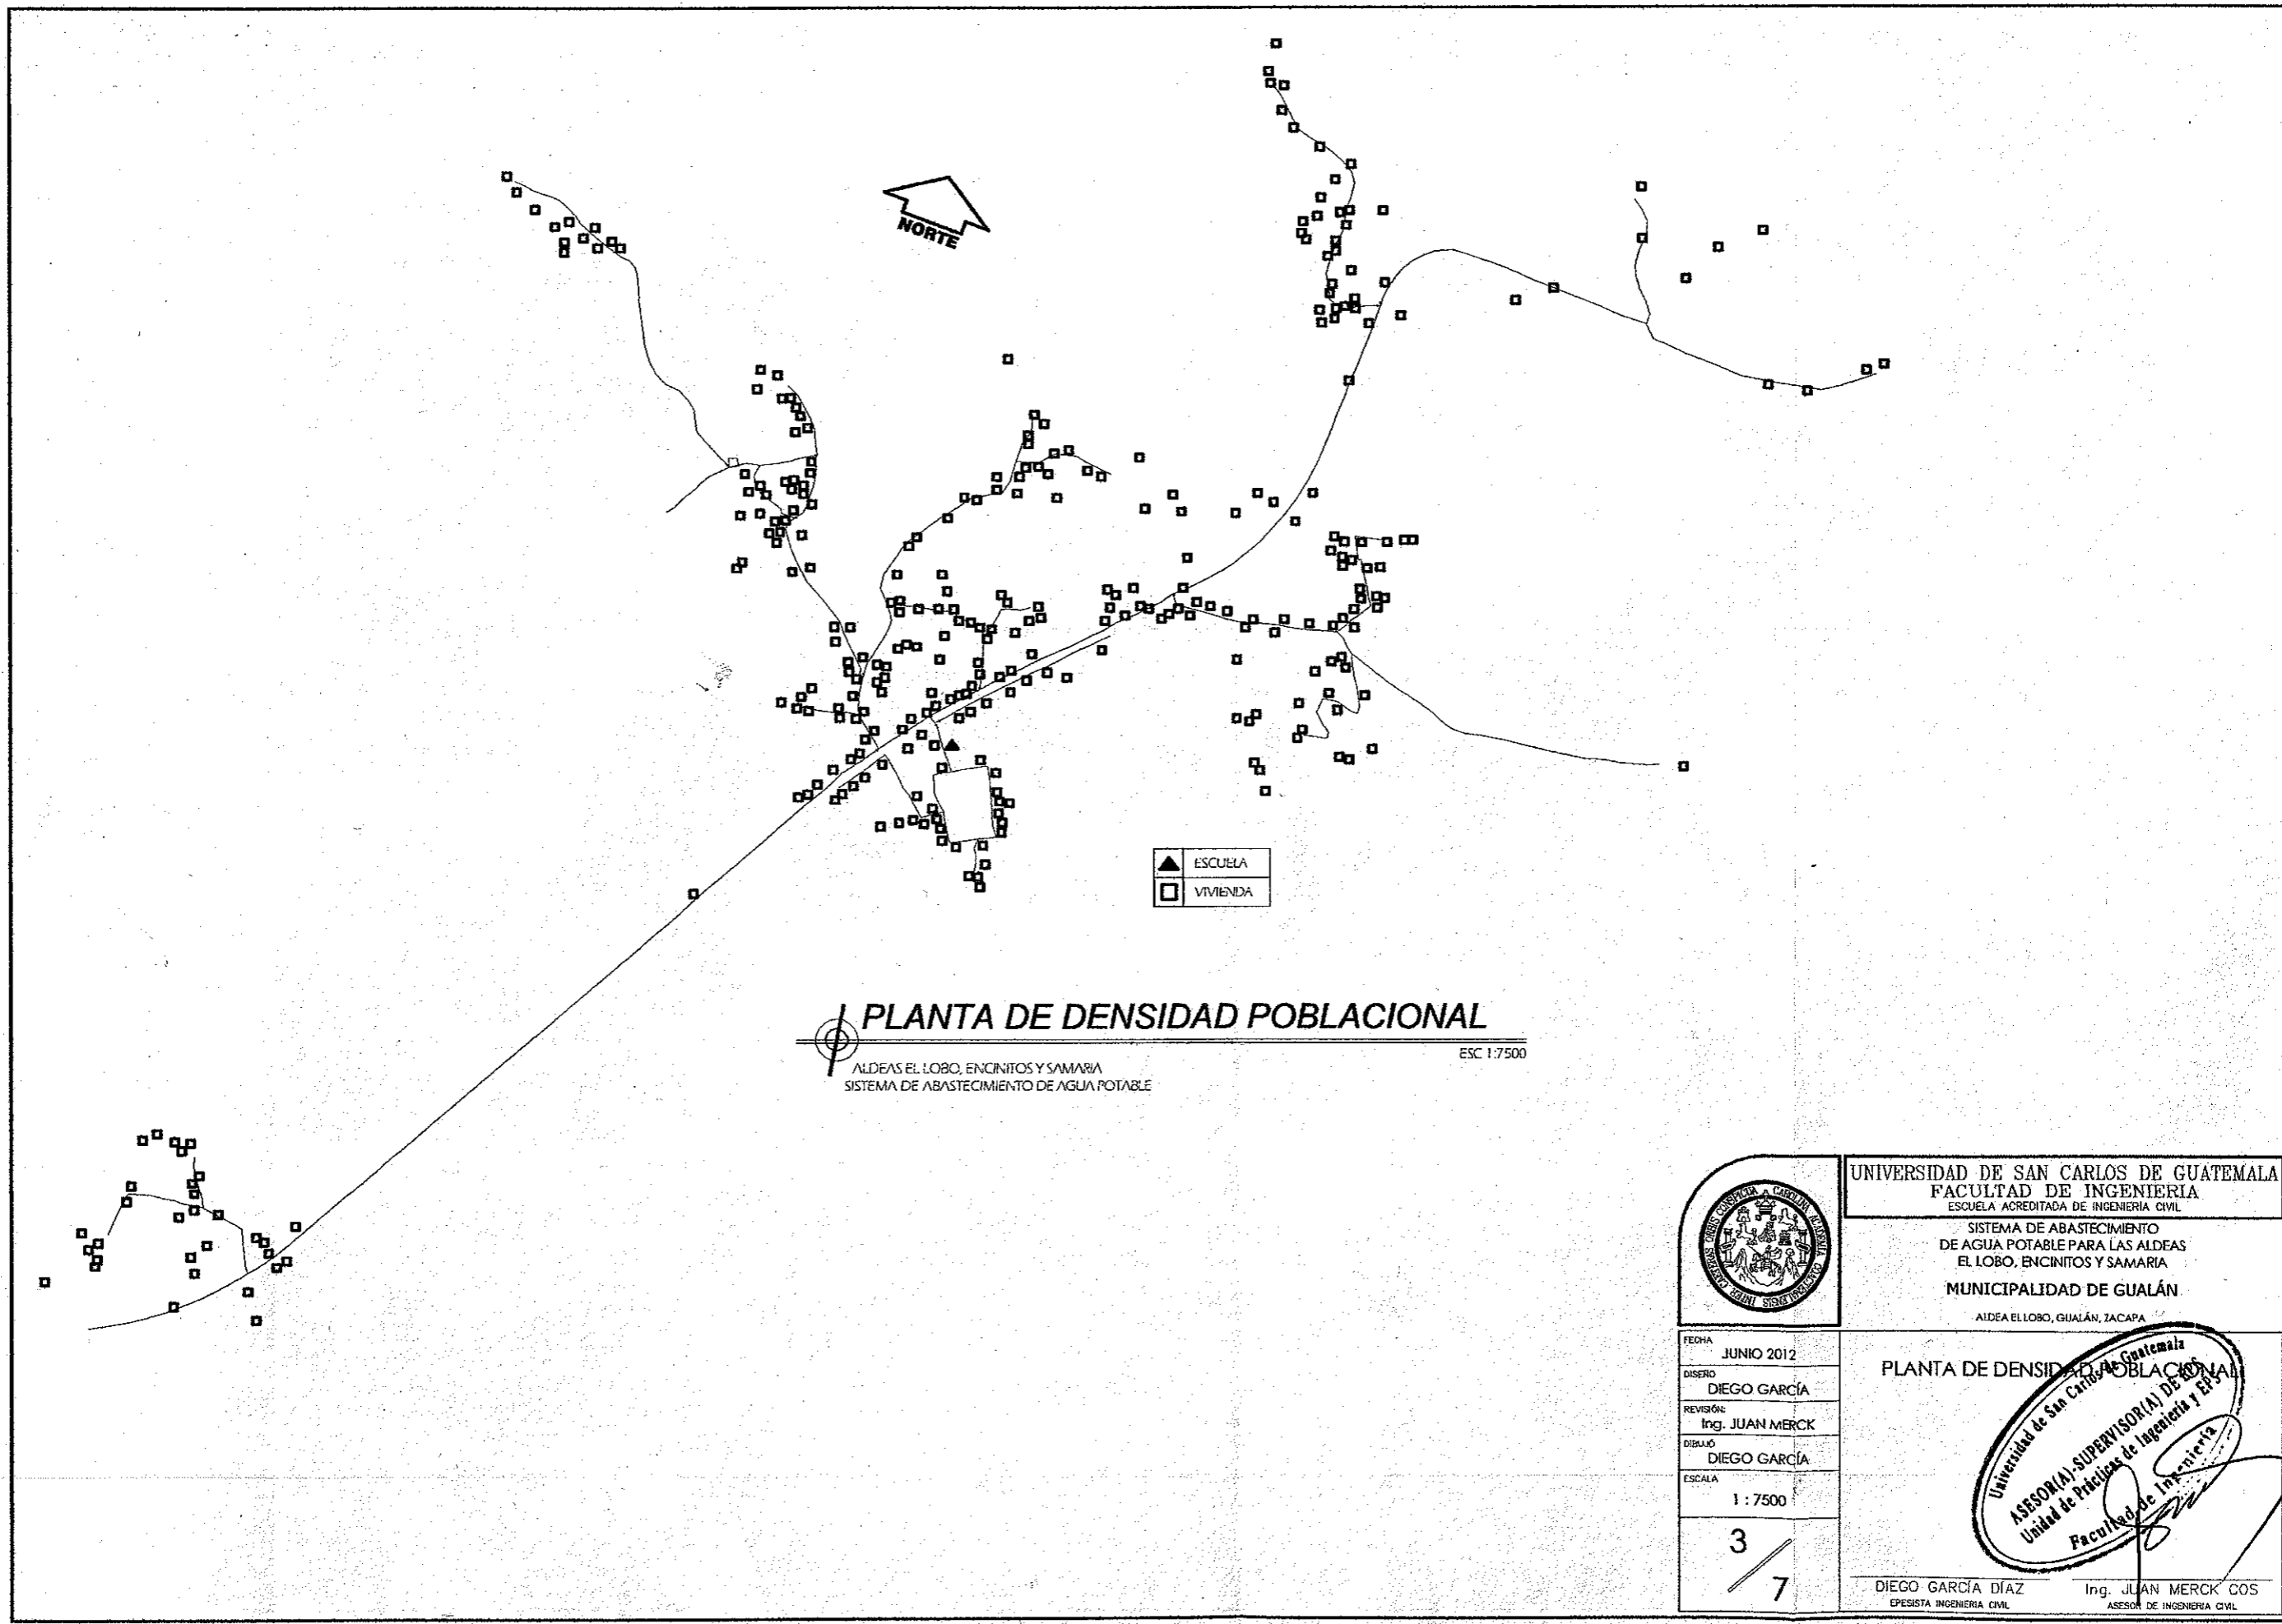 NORTE
ESCUELA
VIVIENDA
PLANTA DE DENSIDAD POBLACIONAL
ESC 1:7500
ALDEAS EL LOBO, ENCINITOS Y SAMARIA
SISTEMA DE ABASTECIMIENTO DE AGUA POTABLE
UNIVERSIDAD DE SAN CARLOS DE GUATEMALA
FACULTAD DE INGENIERIA
ESCUELA ACREDITADA DE INGENIERÍA CIVIL
SISTEMA DE ABASTECIMIENTO
DE AGUA POTABLE PARA LAS ALDEAS
EL LOBO, ENCINITOS Y SAMARIA
MUNICIPALIDAD DE GUALÁN
ALDEA EL LOBO, GUALÁN, ZACAPA
FECHA
JUNIO 2012
DISEÑO
DIEGO GARCÍA
REVISIÓN:
Ing. JUAN MERCK
DIBUJÓ
DIEGO GARCÍA
ESCALA
1 : 7500
3 / 7
PLANTA DE DENSIDAD POBLACIONAL
Universidad de San Carlos de Guatemala
ASESOR(A)-SUPERVISOR(A) DE EPS
Unidad de Prácticas de Ingeniería y EPS
Facultad de Ingeniería
DIEGO GARCÍA DÍAZ
EPESISTA INGENIERIA CIVIL
Ing. JUAN MERCK COS
ASESOR DE INGENIERIA CIVIL